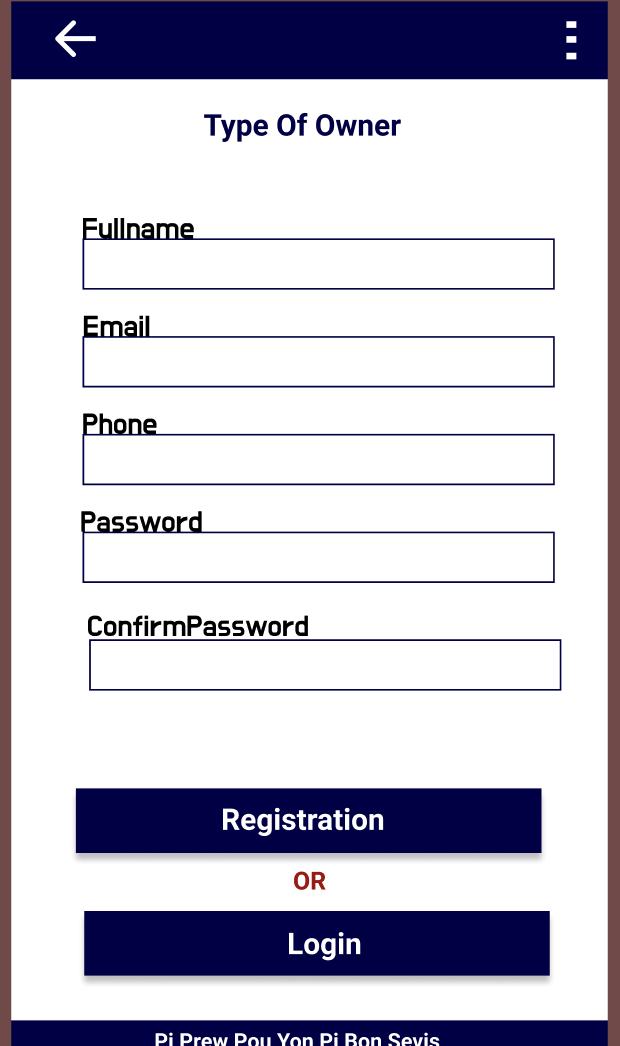 Type Of Owner
Fullname
Email
Phone
Password
ConfirmPassword
Registration
OR
Login
Pi Prew Pou Yon Pi Bon Sevis